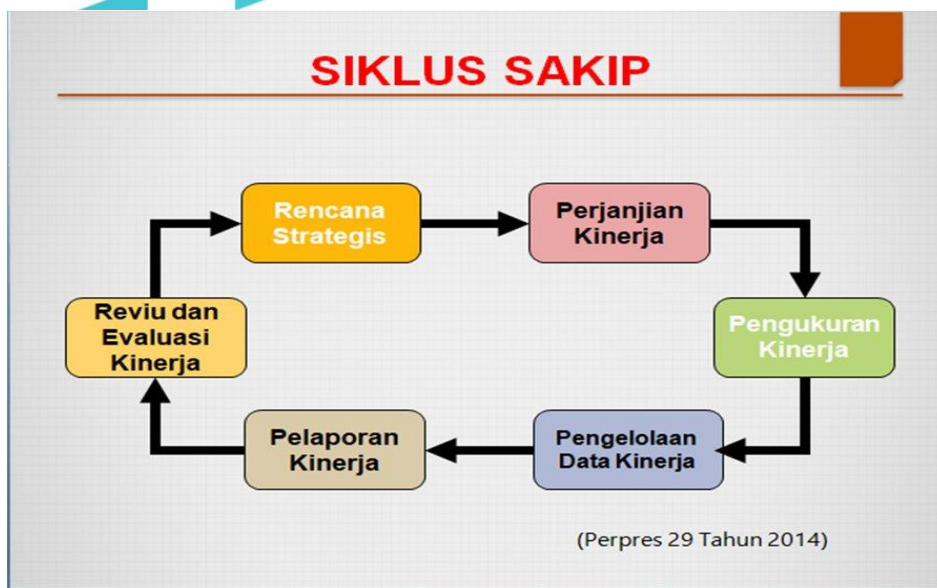 SIKLUS SAKIP
Rencana
Strategis
Perjanjian
Kinerja
Pengukuran
Kinerja
Pengelolaan
Data Kinerja
Pelaporan
Kinerja
Reviu dan
Evaluasi
Kinerja
(Perpres 29 Tahun 2014)